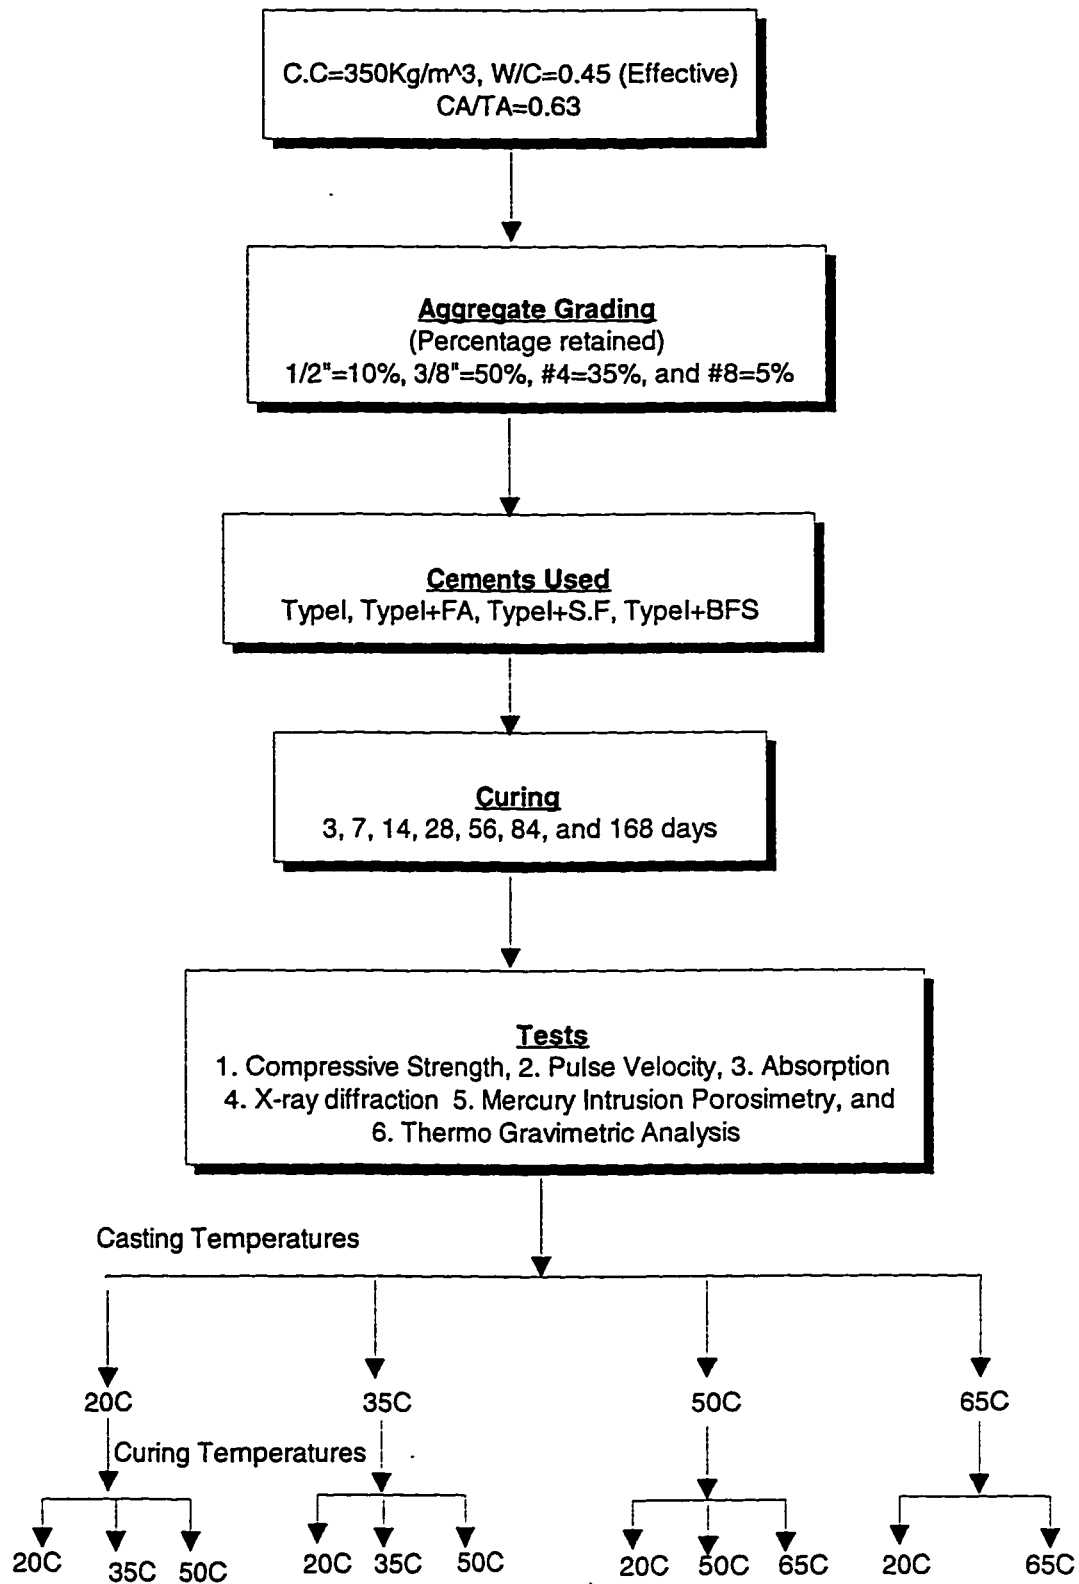 C.C=350Kg/m^3, W/C=0.45 (Effective)
CA/TA=0.63
Aggregate Grading
(Percentage retained)
1/2"=10%, 3/8"=50%, #4=35%, and #8=5%
Cements Used
TypeI, TypeI+FA, TypeI+S.F, TypeI+BFS
Curing
3, 7, 14, 28, 56, 84, and 168 days
Tests
1. Compressive Strength, 2. Pulse Velocity, 3. Absorption
4. X-ray diffraction 5. Mercury Intrusion Porosimetry, and
6. Thermo Gravimetric Analysis
Casting Temperatures
20C 35C 50C 65C
Curing Temperatures
20C 35C 50C 20C 35C 50C 20C 50C 65C 20C 65C